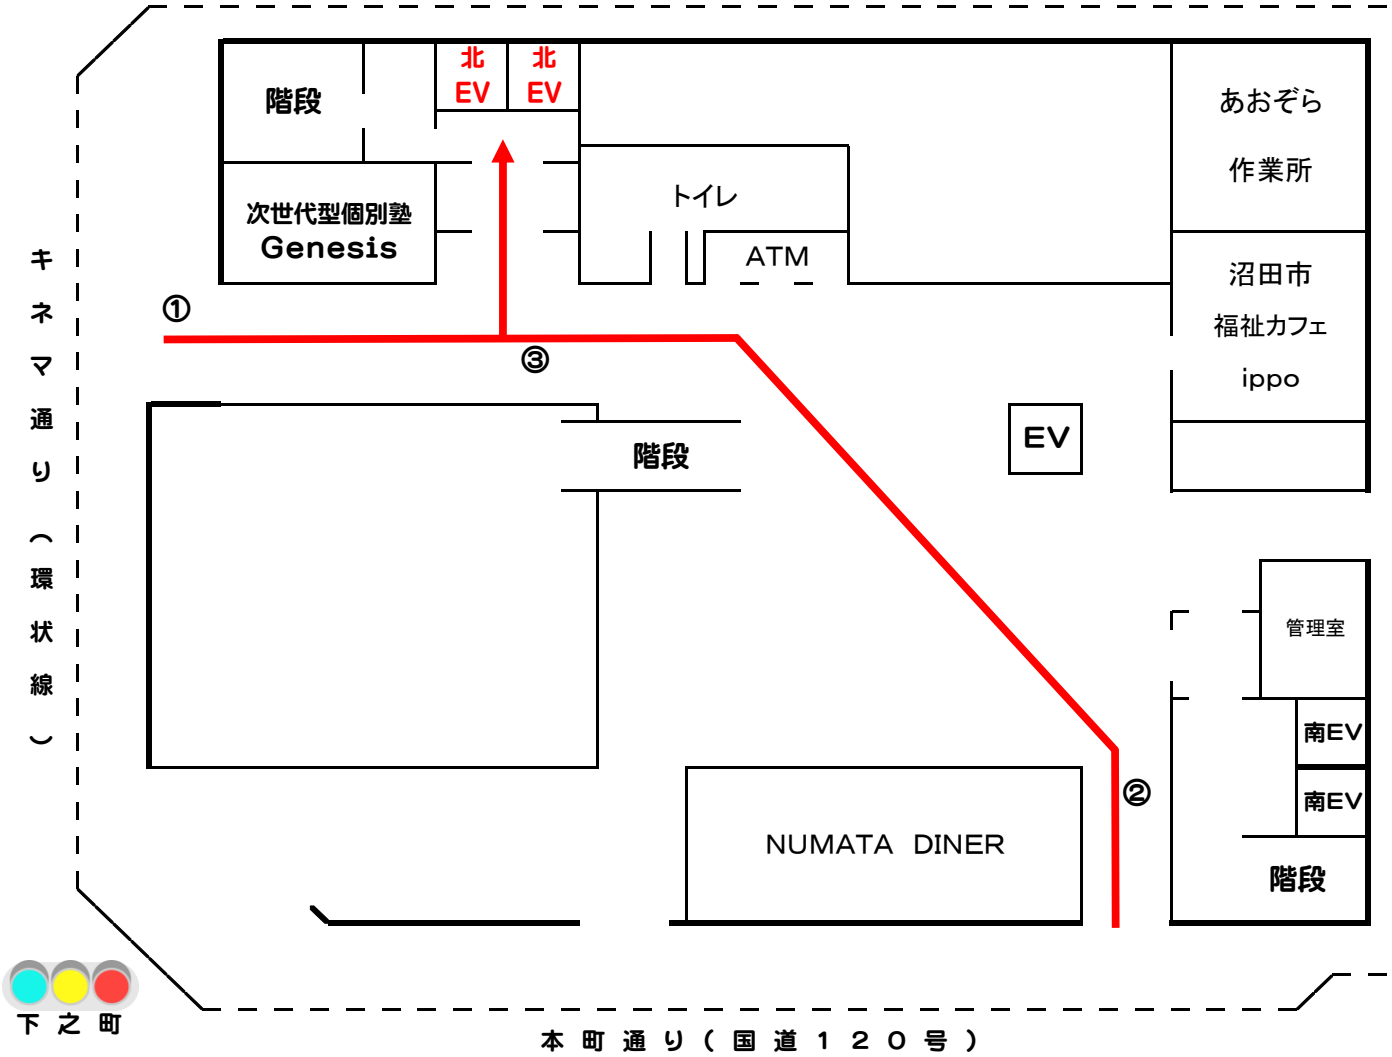 北
EV
北
EV
階段
あおぞら
作業所
トイレ
次世代型個別塾
Genesis
ATM
沼田市
福祉カフェ
ippo
①
③
キネマ通り（環状線）
階段
EV
管理室
南EV
南EV
②
NUMATA DINER
階段
下之町
本町通り(国道120号)